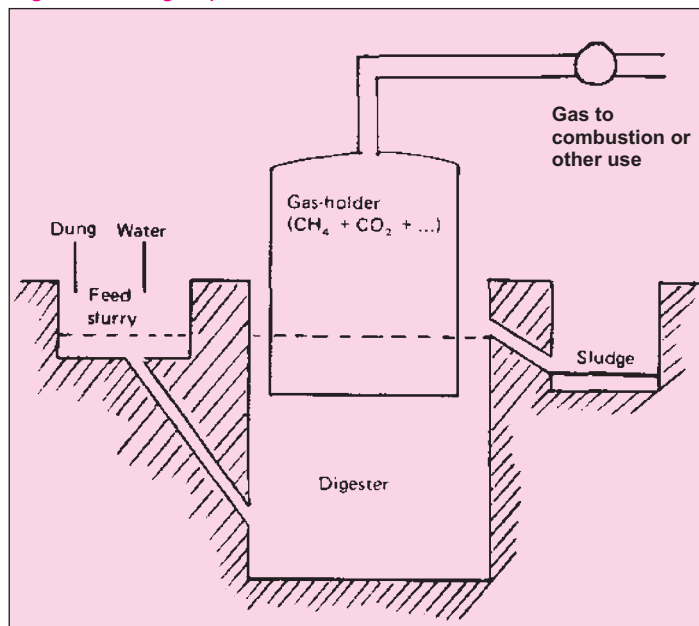 Gas to
combustion or
other use
Gas-holder
(CH₄ + CO₂ + ...)
Dung Water
Feed
slurry
Sludge
Digester